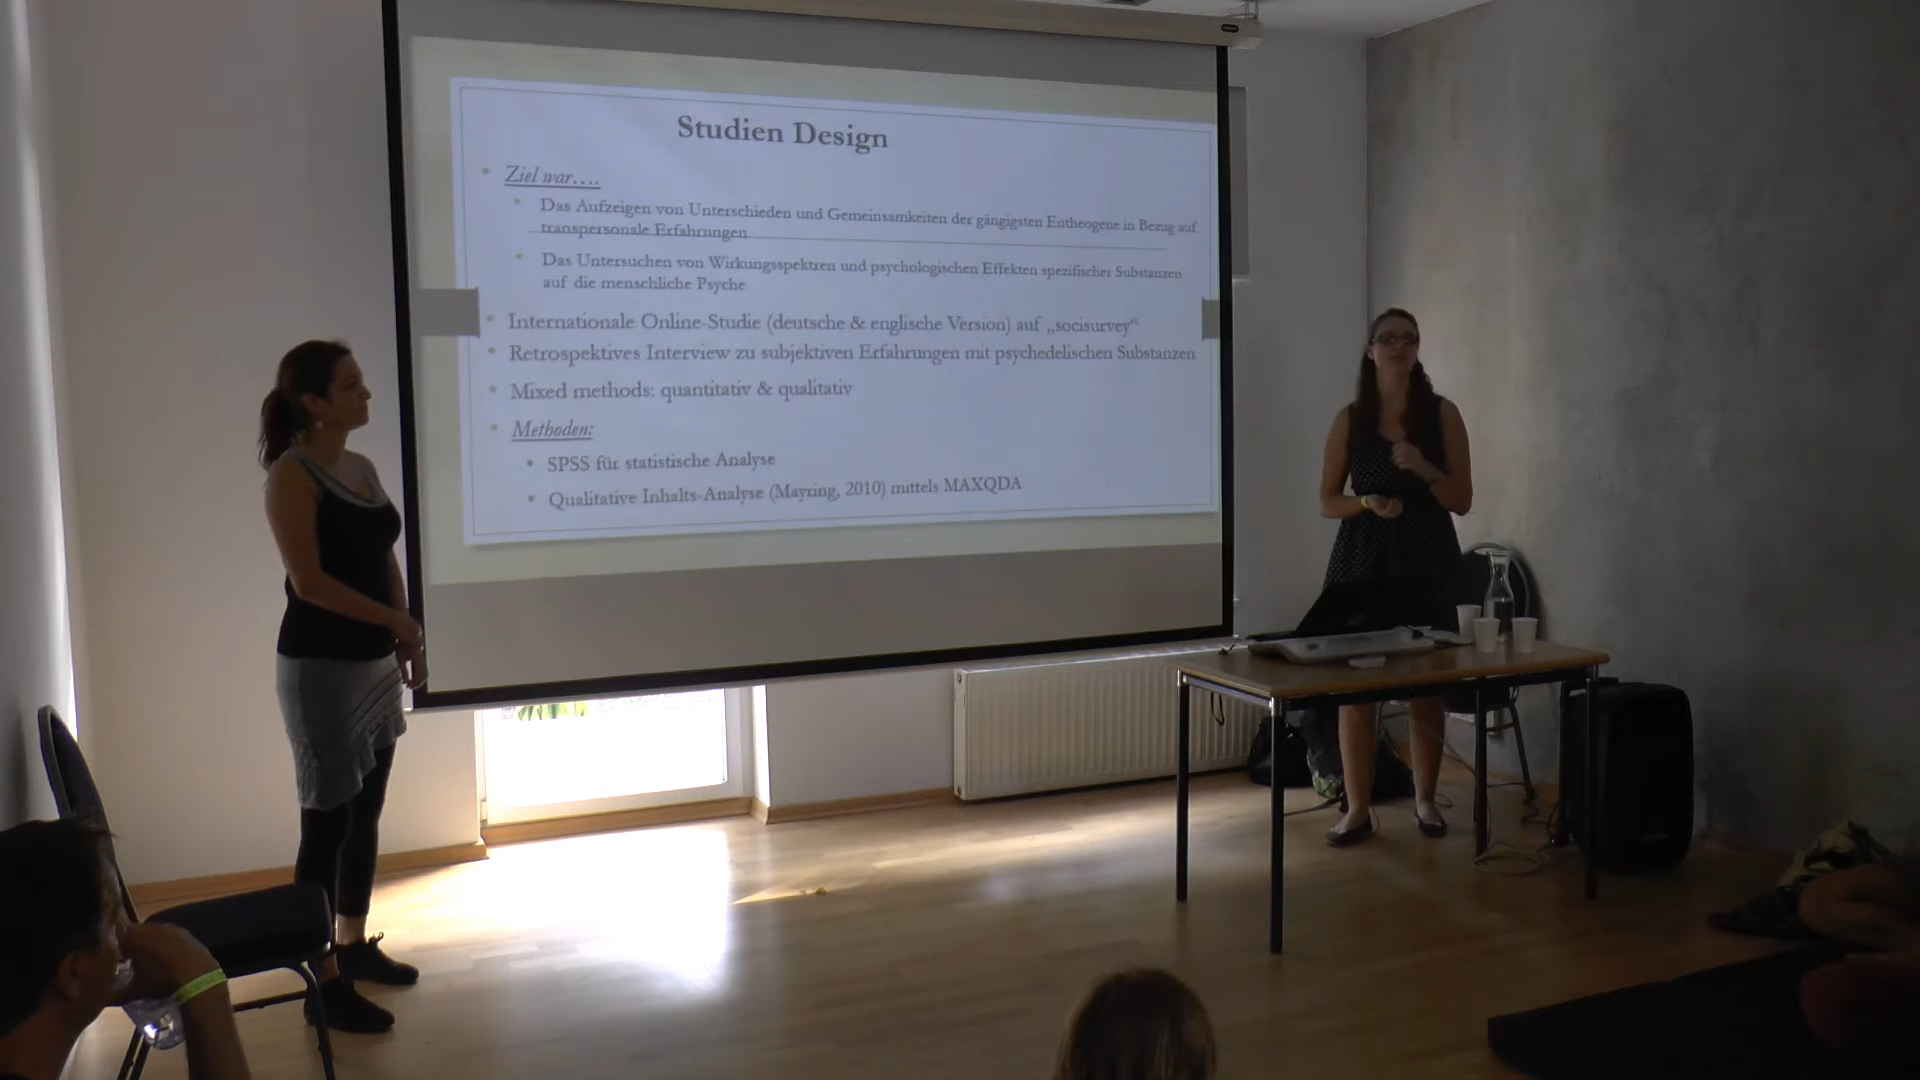 Studien Design
Ziel war….
Das Aufzeigen von Unterschieden und Gemeinsamkeiten der gängigsten Entheogene in Bezug auf
transpersonale Erfahrungen
Das Untersuchen von Wirkungsspektren und psychologischen Effekten spezifischer Substanzen
auf die menschliche Psyche
Internationale Online-Studie (deutsche & englische Version) auf „socisurvey“
Retrospektives Interview zu subjektiven Erfahrungen mit psychedelischen Substanzen
Mixed methods: quantitativ & qualitativ
Methoden:
SPSS für statistische Analyse
Qualitative Inhalts-Analyse (Mayring, 2010) mittels MAXQDA